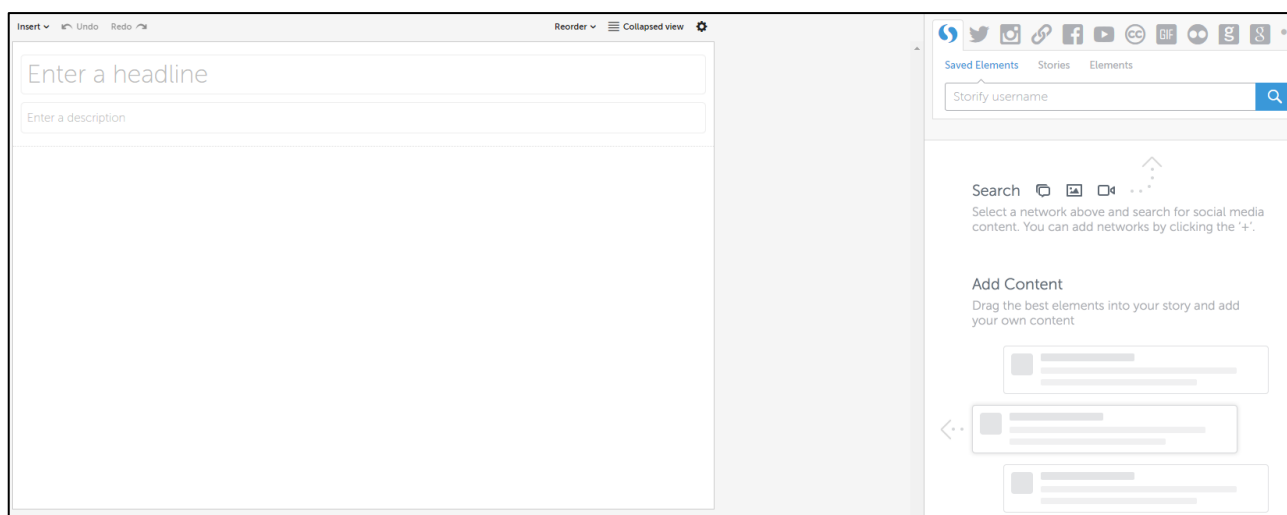 Insert Undo Redo Reorder Collapsed view
Enter a headline
Enter a description
GIF
Saved Elements Stories Elements
Storify username
Search
Select a network above and search for social media
content. You can add networks by clicking the '+'.
Add Content
Drag the best elements into your story and add
your own content